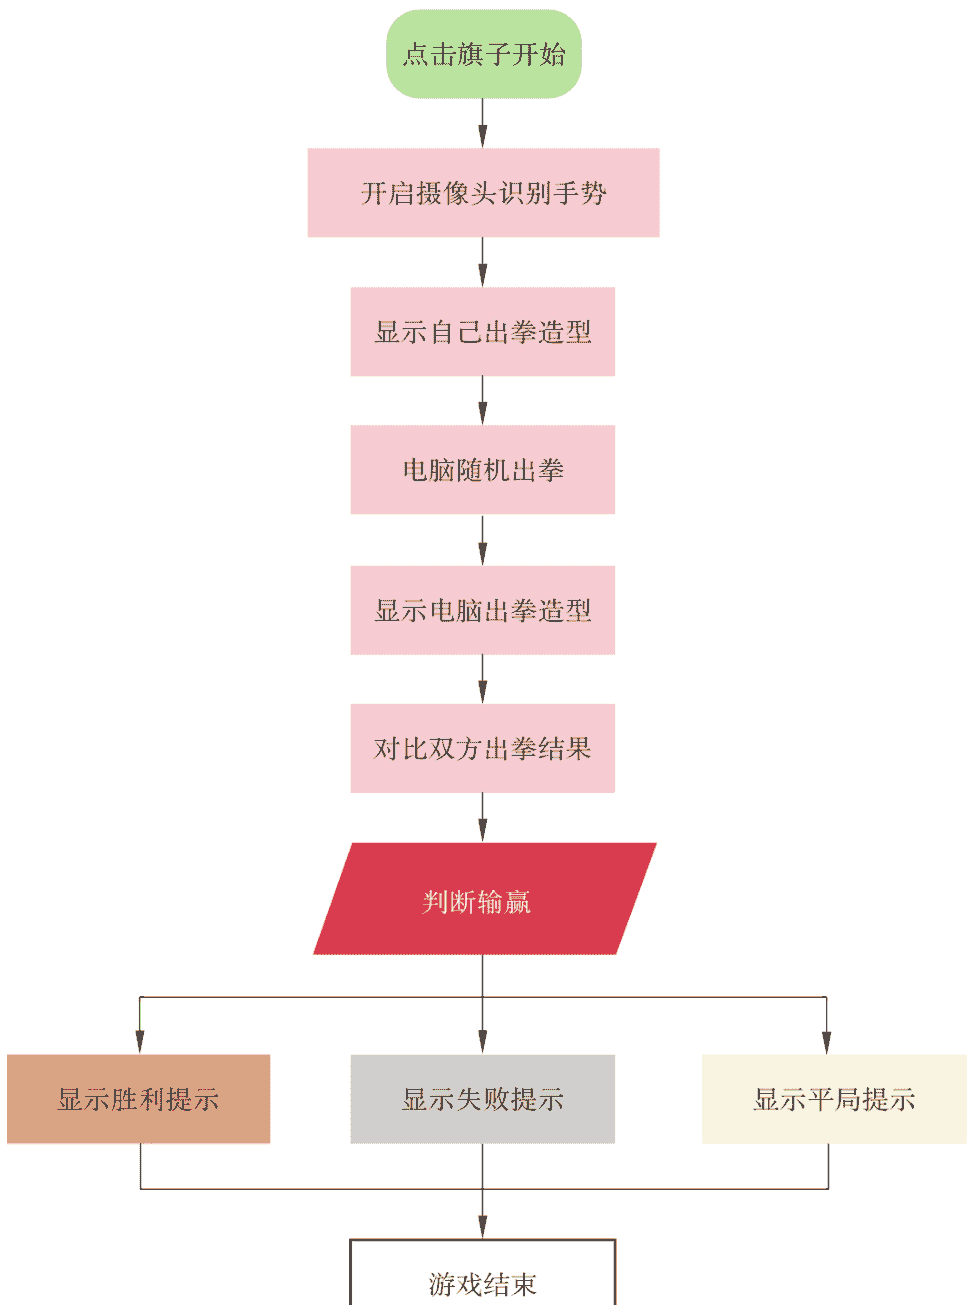 点击旗子开始
开启摄像头识别手势
显示自己出拳造型
电脑随机出拳
显示电脑出拳造型
对比双方出拳结果
判断输赢
显示胜利提示
显示失败提示
显示平局提示
游戏结束